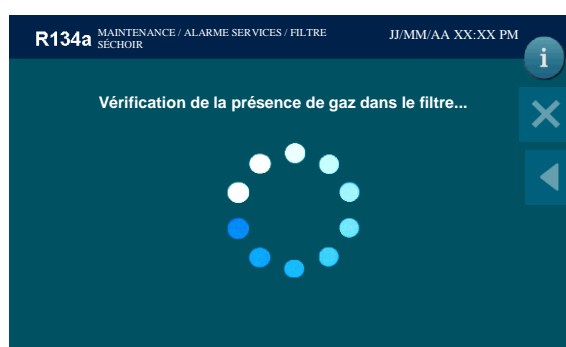 R134a MAINTENANCE / ALARME SERVICES / FILTRE JJ/MM/AA XX:XX PM
SÉCHOIR
i
Vérification de la présence de gaz dans le filtre...